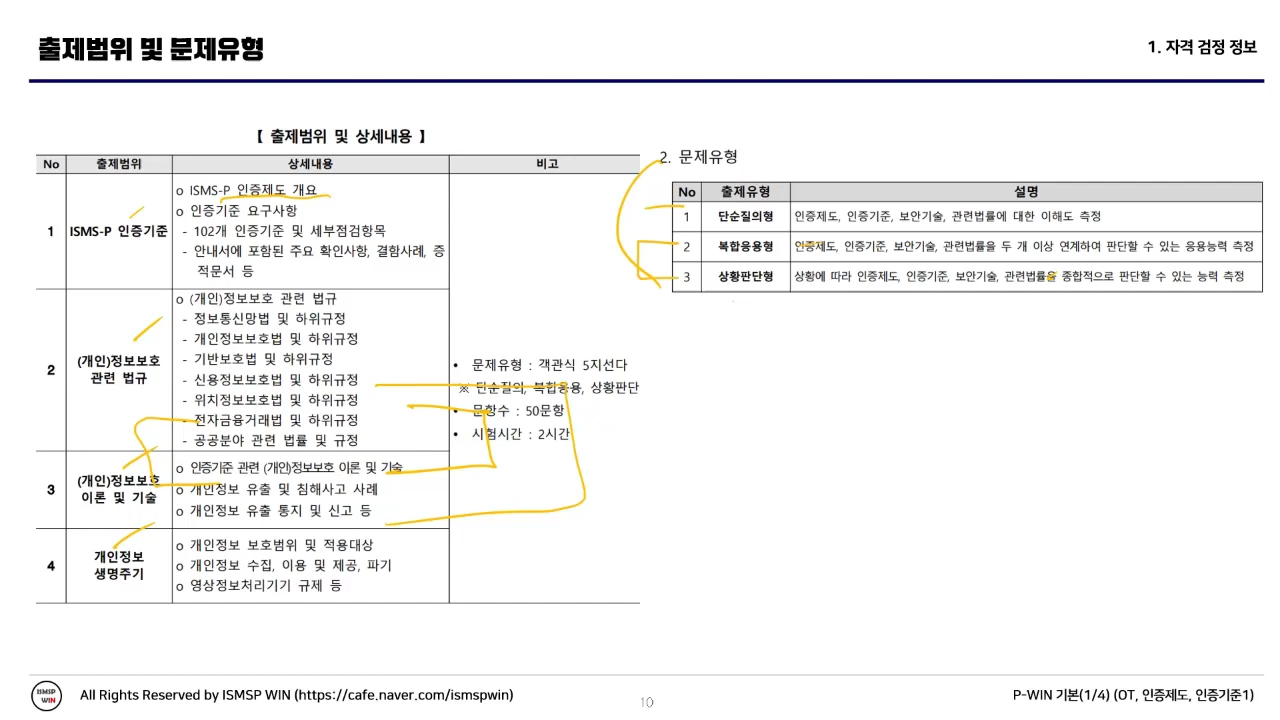 출제범위 및 문제유형
1. 자격 검정 정보
【 출제범위 및 상세내용 】
No 출제범위 상세내용 비고
1 ISMS-P 인증기준
o ISMS-P 인증제도 개요
o 인증기준 요구사항
- 102개 인증기준 및 세부점검항목
- 안내서에 포함된 주요 확인사항, 결함사례, 증
적문서 등
2 (개인)정보보호
관련 법규
o (개인)정보보호 관련 법규
- 정보통신망법 및 하위규정
- 개인정보보호법 및 하위규정
- 기반보호법 및 하위규정
- 신용정보보호법 및 하위규정
- 위치정보보호법 및 하위규정
- 전자금융거래법 및 하위규정
- 공공분야 관련 법률 및 규정
3 (개인)정보보호
이론 및 기술
o 인증기준 관련 (개인)정보보호 이론 및 기술
o 개인정보 유출 및 침해사고 사례
o 개인정보 유출 통지 및 신고 등
4 개인정보
생명주기
o 개인정보 보호범위 및 적용대상
o 개인정보 수집, 이용 및 제공, 파기
o 영상정보처리기기 규제 등
• 문제유형 : 객관식 5지선다
※ 단순질의, 복합응용, 상황판단
• 문항수 : 50문항
• 시험시간 : 2시간
2. 문제유형
No 출제유형 설명
1 단순질의형 인증제도, 인증기준, 보안기술, 관련법률에 대한 이해도 측정
2 복합응용형 인증제도, 인증기준, 보안기술, 관련법률을 두 개 이상 연계하여 판단할 수 있는 응용능력 측정
3 상황판단형 상황에 따라 인증제도, 인증기준, 보안기술, 관련법률을 종합적으로 판단할 수 있는 능력 측정
ISMSP
WIN
All Rights Reserved by ISMSP WIN (https://cafe.naver.com/ismspwin)
10
P-WIN 기본(1/4) (OT, 인증제도, 인증기준1)